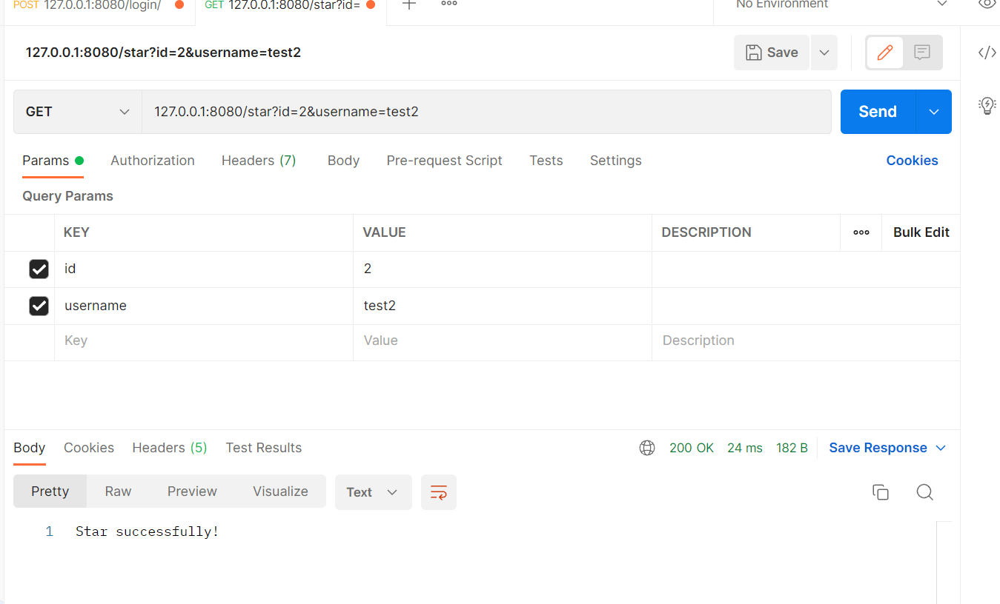 POST 127.0.0.1:8080/login/ GET 127.0.0.1:8080/star?id= No Environment
127.0.0.1:8080/star?id=2&username=test2 Save
GET 127.0.0.1:8080/star?id=2&username=test2 Send
Params Authorization Headers (7) Body Pre-request Script Tests Settings Cookies
Query Params
KEY VALUE DESCRIPTION Bulk Edit
id 2
username test2
Key Value Description
Body Cookies Headers (5) Test Results 200 OK 24 ms 182 B Save Response
Pretty Raw Preview Visualize Text
1 Star successfully!